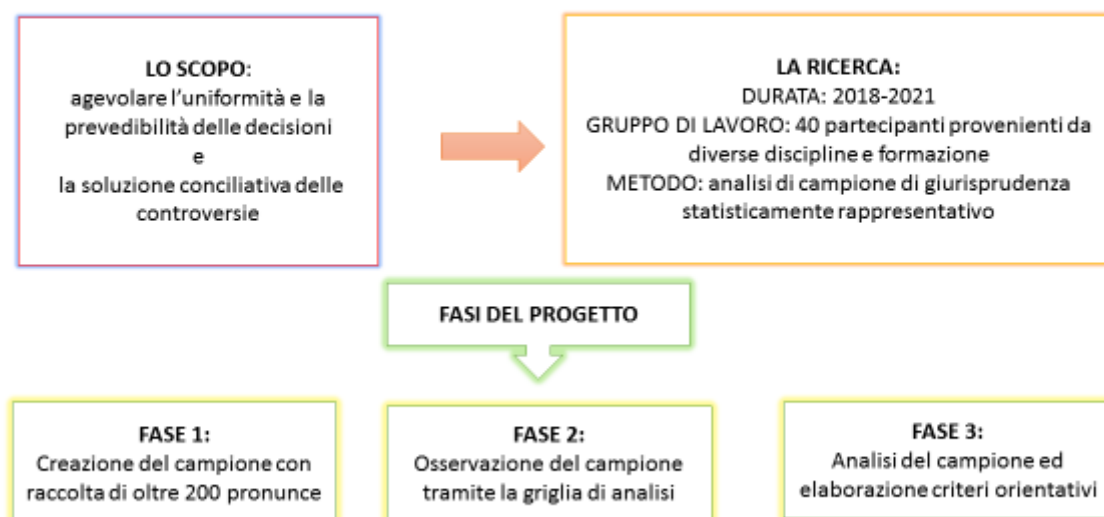 LO SCOPO:
agevolare l'uniformità e la
prevedibilità delle decisioni
e
la soluzione conciliativa delle
controversie
LA RICERCA:
DURATA: 2018-2021
GRUPPO DI LAVORO: 40 partecipanti provenienti da
diverse discipline e formazione
METODO: analisi di campione di giurisprudenza
statisticamente rappresentativo
FASI DEL PROGETTO
FASE 1:
Creazione del campione con
raccolta di oltre 200 pronunce
FASE 2:
Osservazione del campione
tramite la griglia di analisi
FASE 3:
Analisi del campione ed
elaborazione criteri orientativi